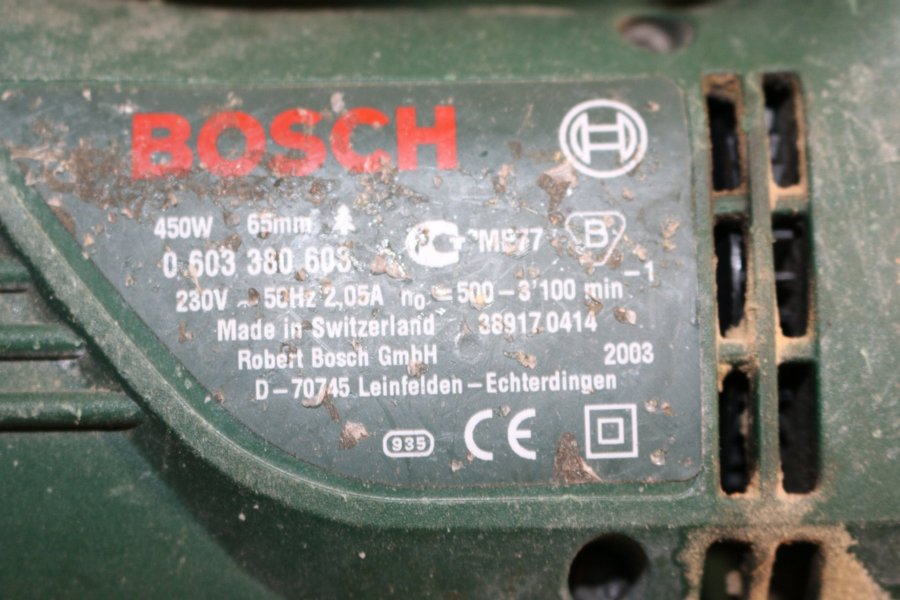 BOSCH
450W 65mm
0 603 380 603
ME77 B
230V ~ 50Hz 2,05A n₀ = 500 – 3'100 min⁻¹
Made in Switzerland 38917.0414
Robert Bosch GmbH 2003
D – 70745 Leinfelden – Echterdingen
935 CE